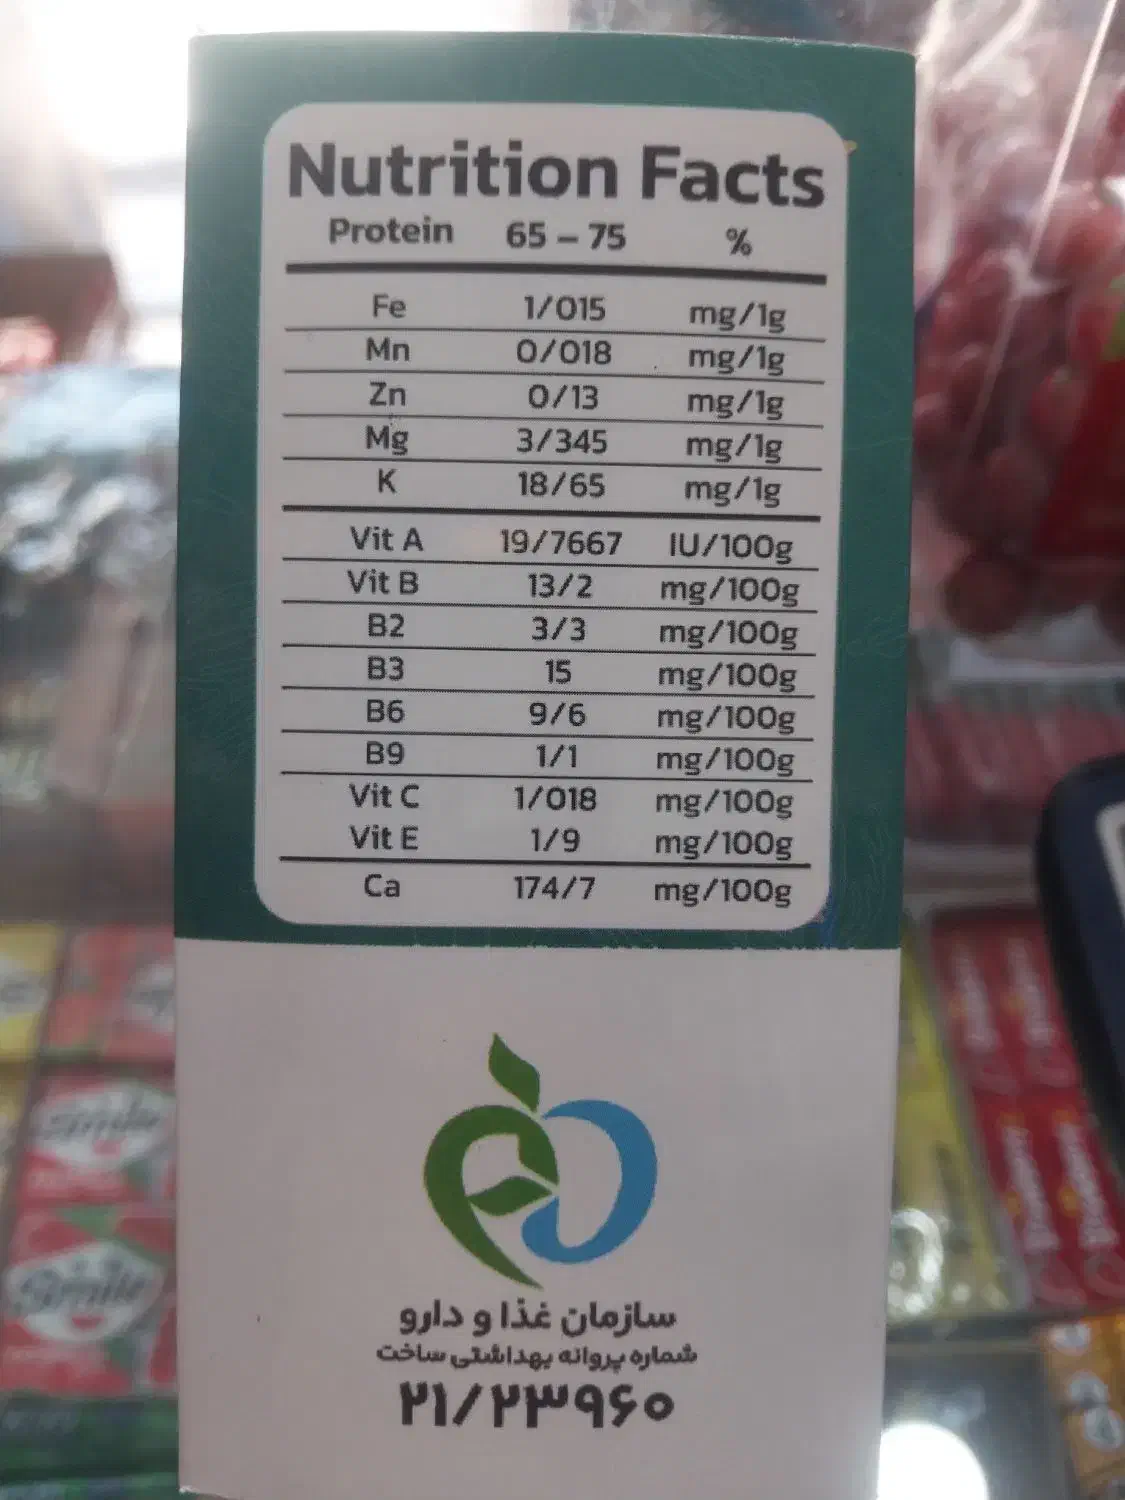 Nutrition Facts
Protein 65 – 75 %
Fe 1/015 mg/1g
Mn 0/018 mg/1g
Zn 0/13 mg/1g
Mg 3/345 mg/1g
K 18/65 mg/1g
Vit A 19/7667 IU/100g
Vit B 13/2 mg/100g
B2 3/3 mg/100g
B3 15 mg/100g
B6 9/6 mg/100g
B9 1/1 mg/100g
Vit C 1/018 mg/100g
Vit E 1/9 mg/100g
Ca 174/7 mg/100g
سازمان غذا و دارو
شماره پروانه بهداشتی ساخت
۲۱/۲۳۹۶۰
Smile
Smile